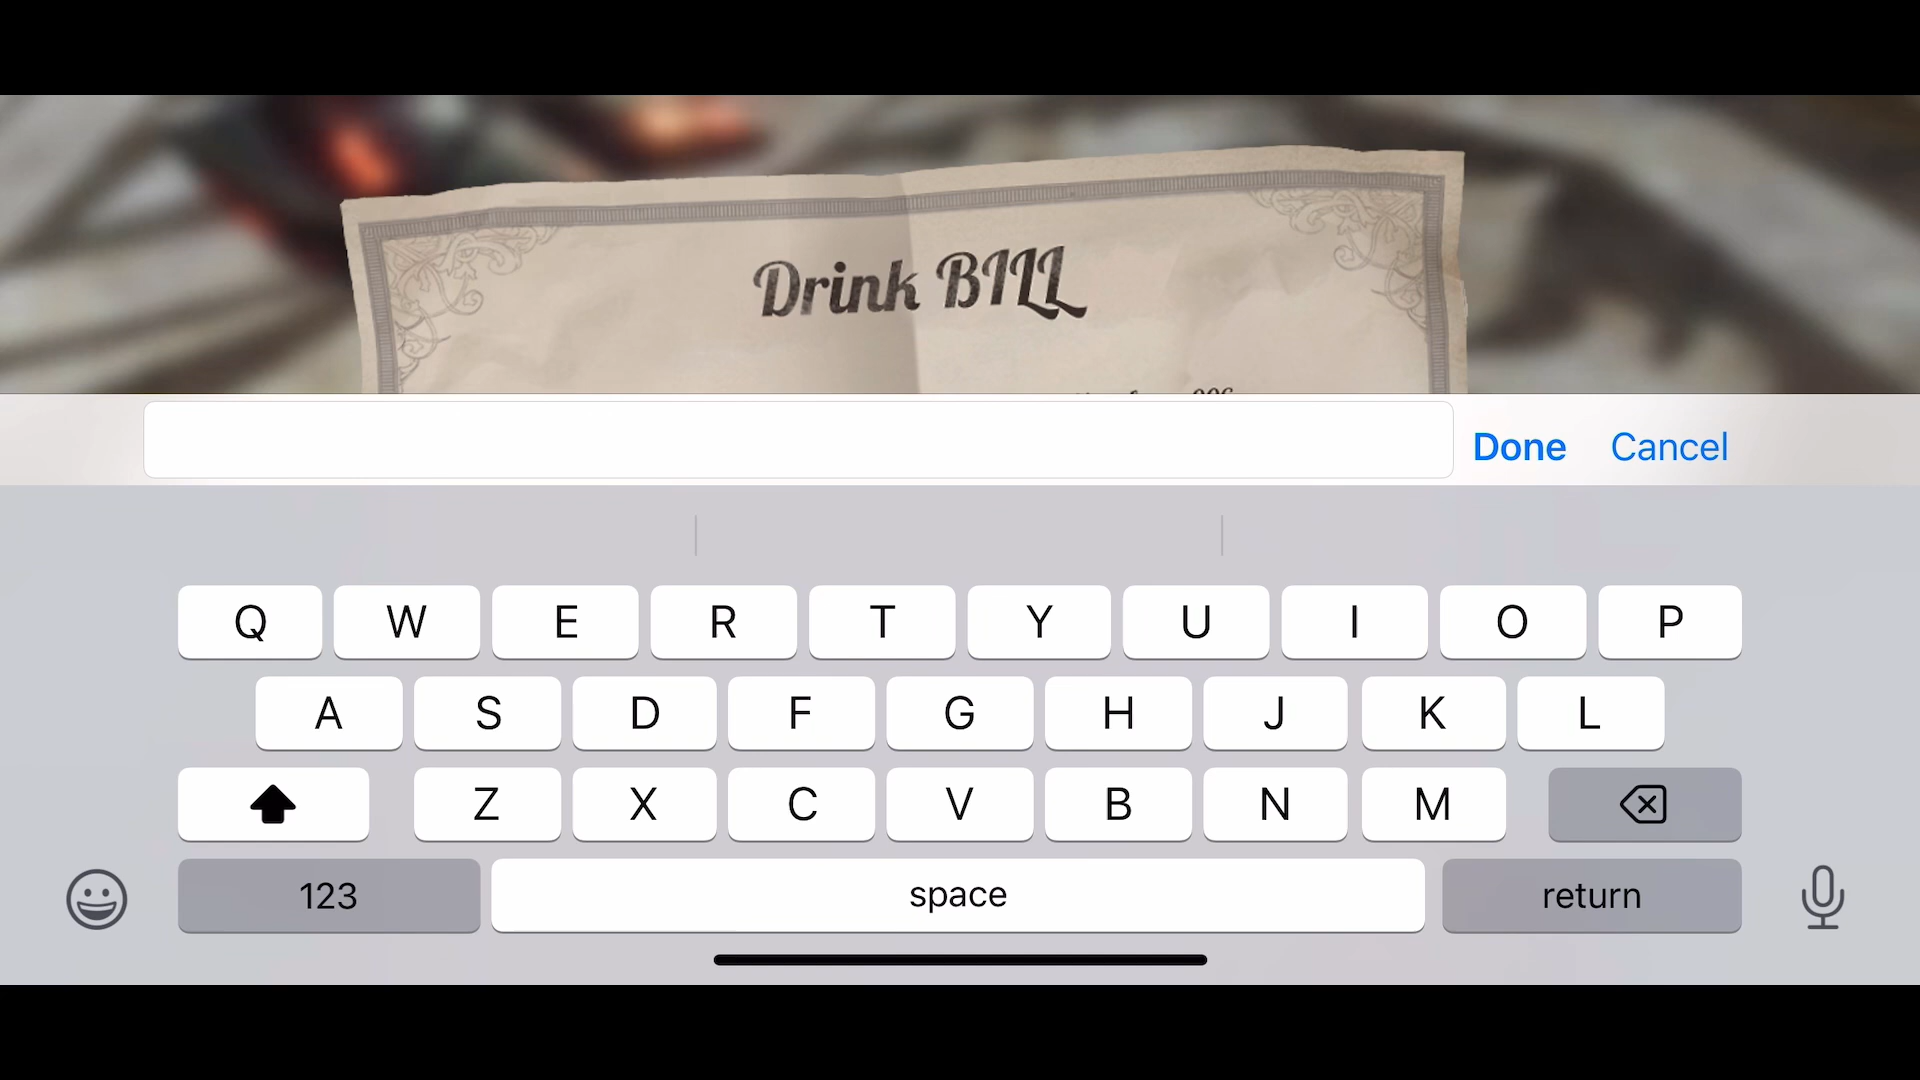 Drink BILL
Done Cancel
Q W E R T Y U I O P
A S D F G H J K L
Z X C V B N M
123 space return